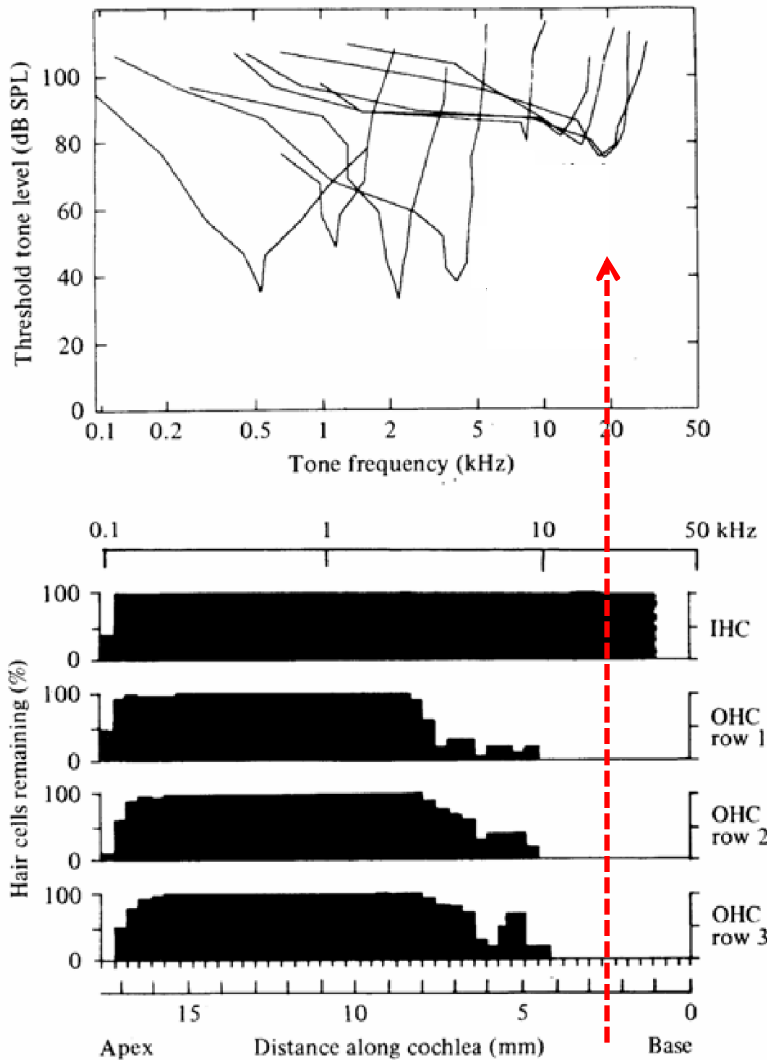 Threshold tone level (dB SPL)
100
80
60
40
20
0
0.1 0.2 0.5 1 2 5 10 20 50
Tone frequency (kHz)
0.1 1 10 50 kHz
Hair cells remaining (%)
100
0
IHC
100
0
OHC
row 1
100
0
OHC
row 2
100
0
OHC
row 3
15 10 5 0
Apex Distance along cochlea (mm) Base